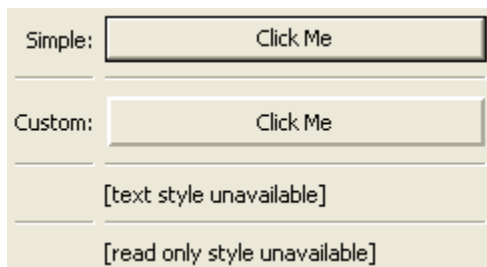 Simple: Click Me
Custom: Click Me
[text style unavailable]
[read only style unavailable]